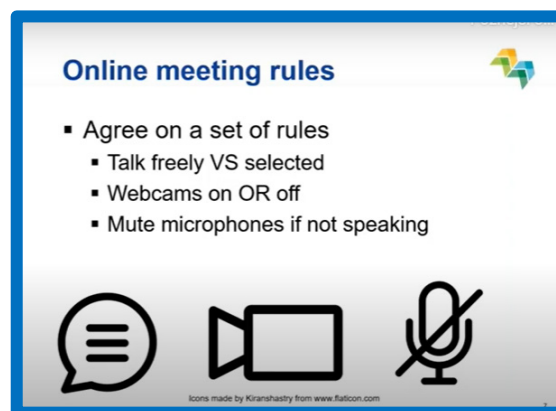 Online meeting rules
▪ Agree on a set of rules
▪ Talk freely VS selected
▪ Webcams on OR off
▪ Mute microphones if not speaking
Icons made by Kiranshastry from www.flaticon.com